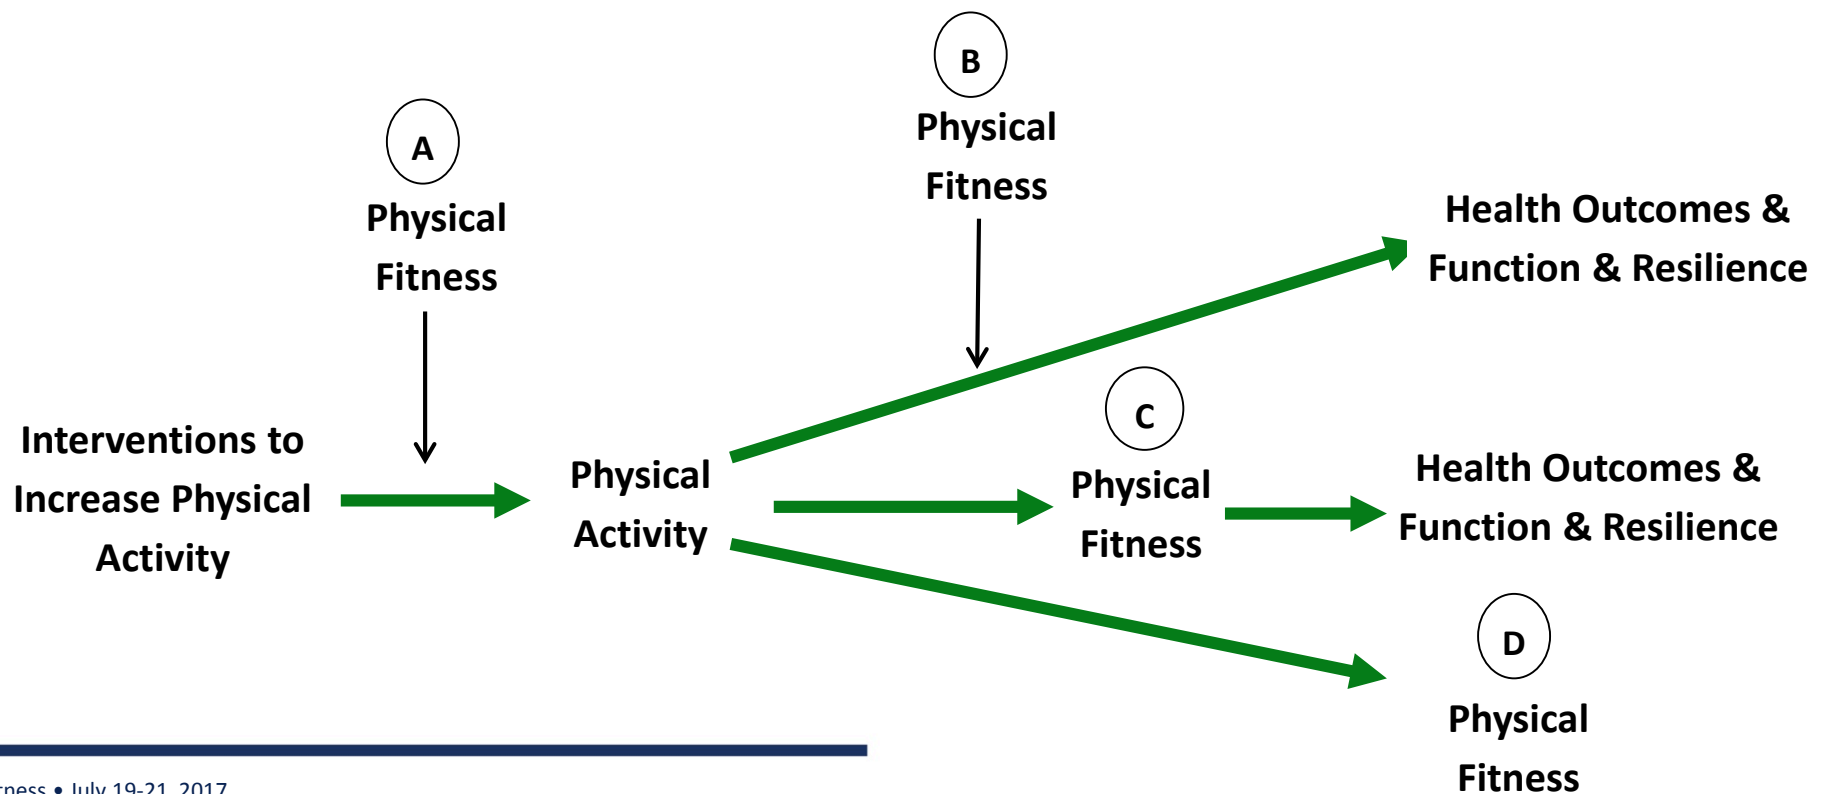 B
Physical
Fitness
A
Physical
Fitness
Health Outcomes &
Function & Resilience
Interventions to
Increase Physical
Activity
Physical
Activity
C
Physical
Fitness
Health Outcomes &
Function & Resilience
D
Physical
Fitness
• July 19-21, 2017